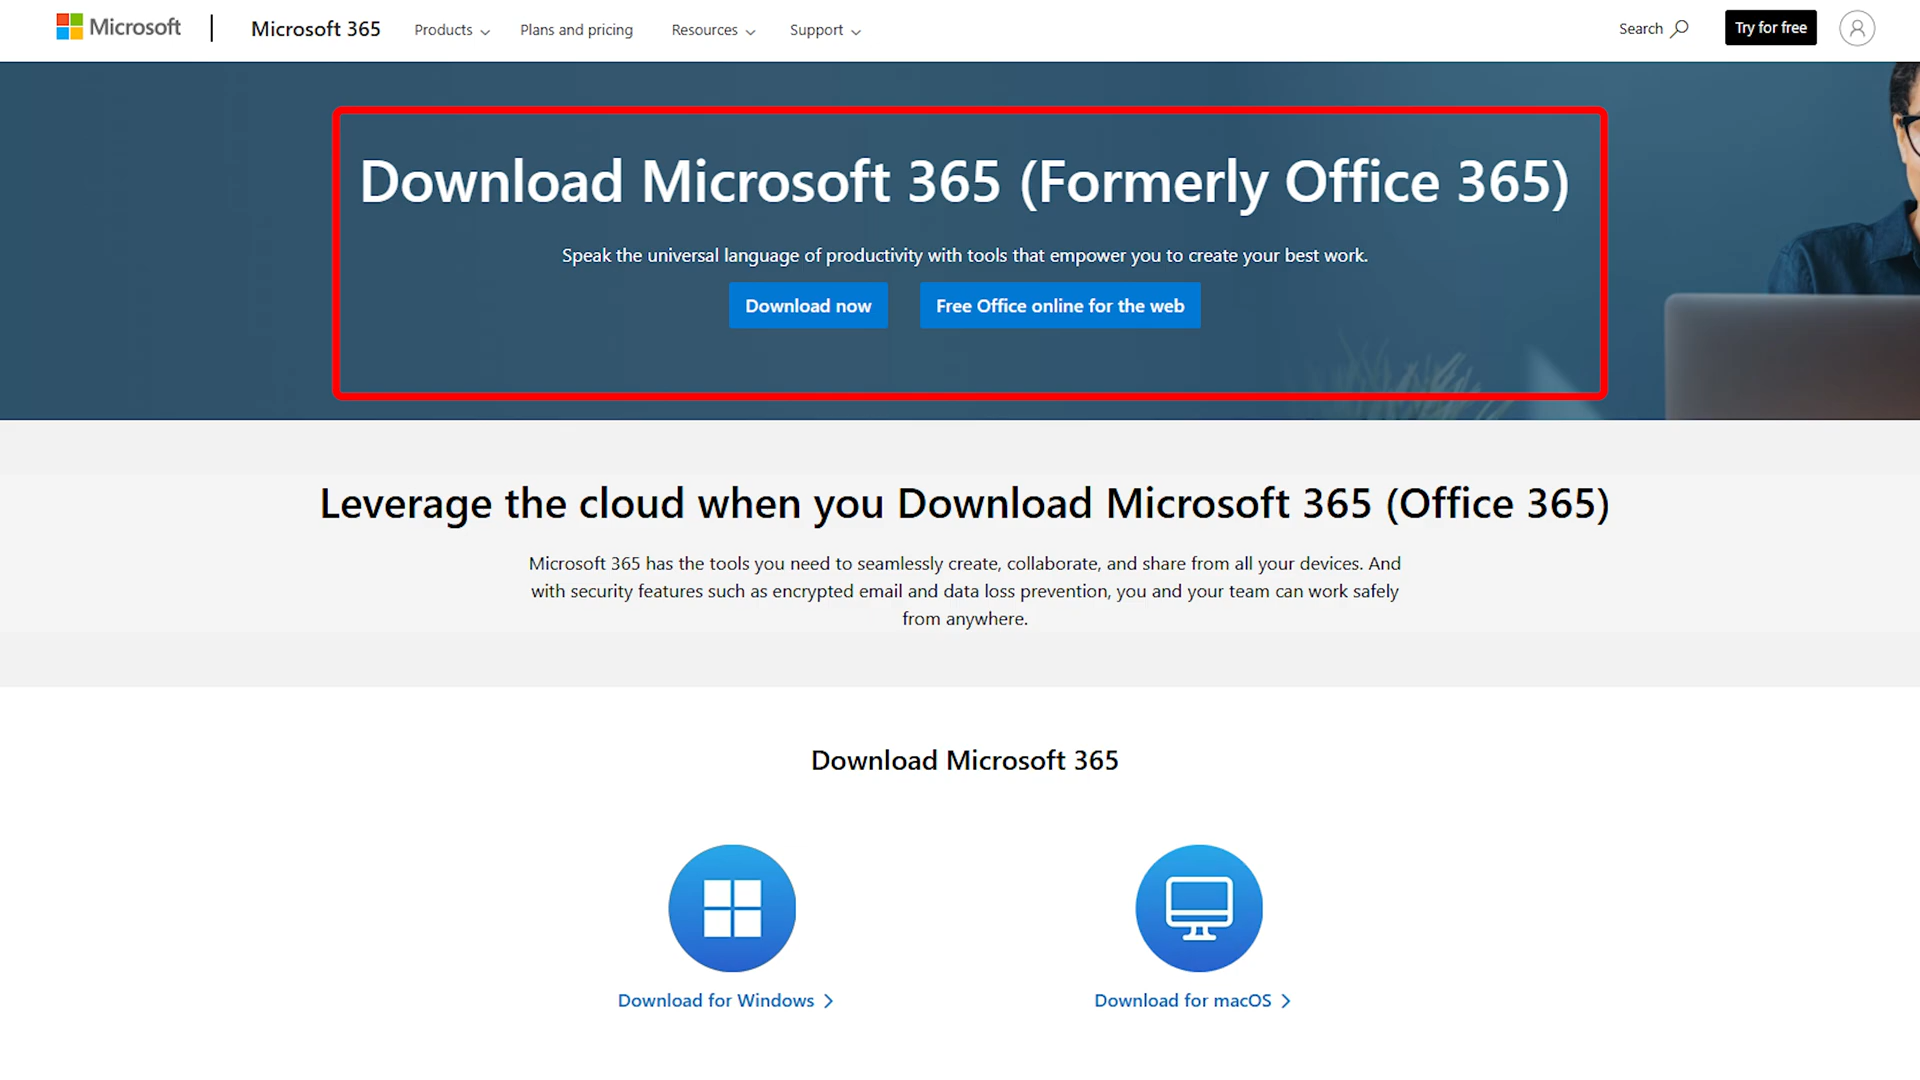 Microsoft | Microsoft 365 Products Plans and pricing Resources Support Search Try for free
Download Microsoft 365 (Formerly Office 365)
Speak the universal language of productivity with tools that empower you to create your best work.
Download now Free Office online for the web
Leverage the cloud when you Download Microsoft 365 (Office 365)
Microsoft 365 has the tools you need to seamlessly create, collaborate, and share from all your devices. And
with security features such as encrypted email and data loss prevention, you and your team can work safely
from anywhere.
Download Microsoft 365
Download for Windows Download for macOS